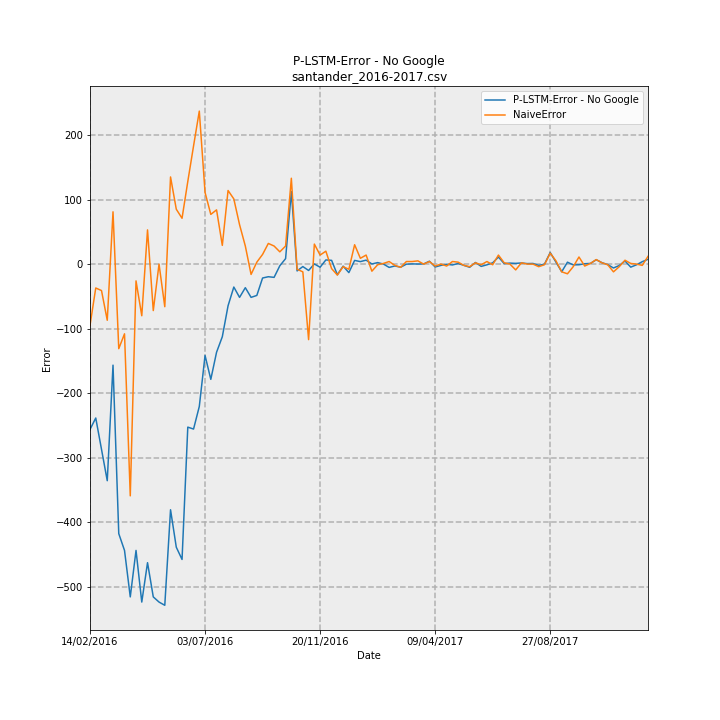 P-LSTM-Error - No Google
santander_2016-2017.csv
P-LSTM-Error - No Google
NaiveError
200
100
0
−100
−200
−300
−400
−500
Error
14/02/2016
03/07/2016
20/11/2016
09/04/2017
27/08/2017
Date